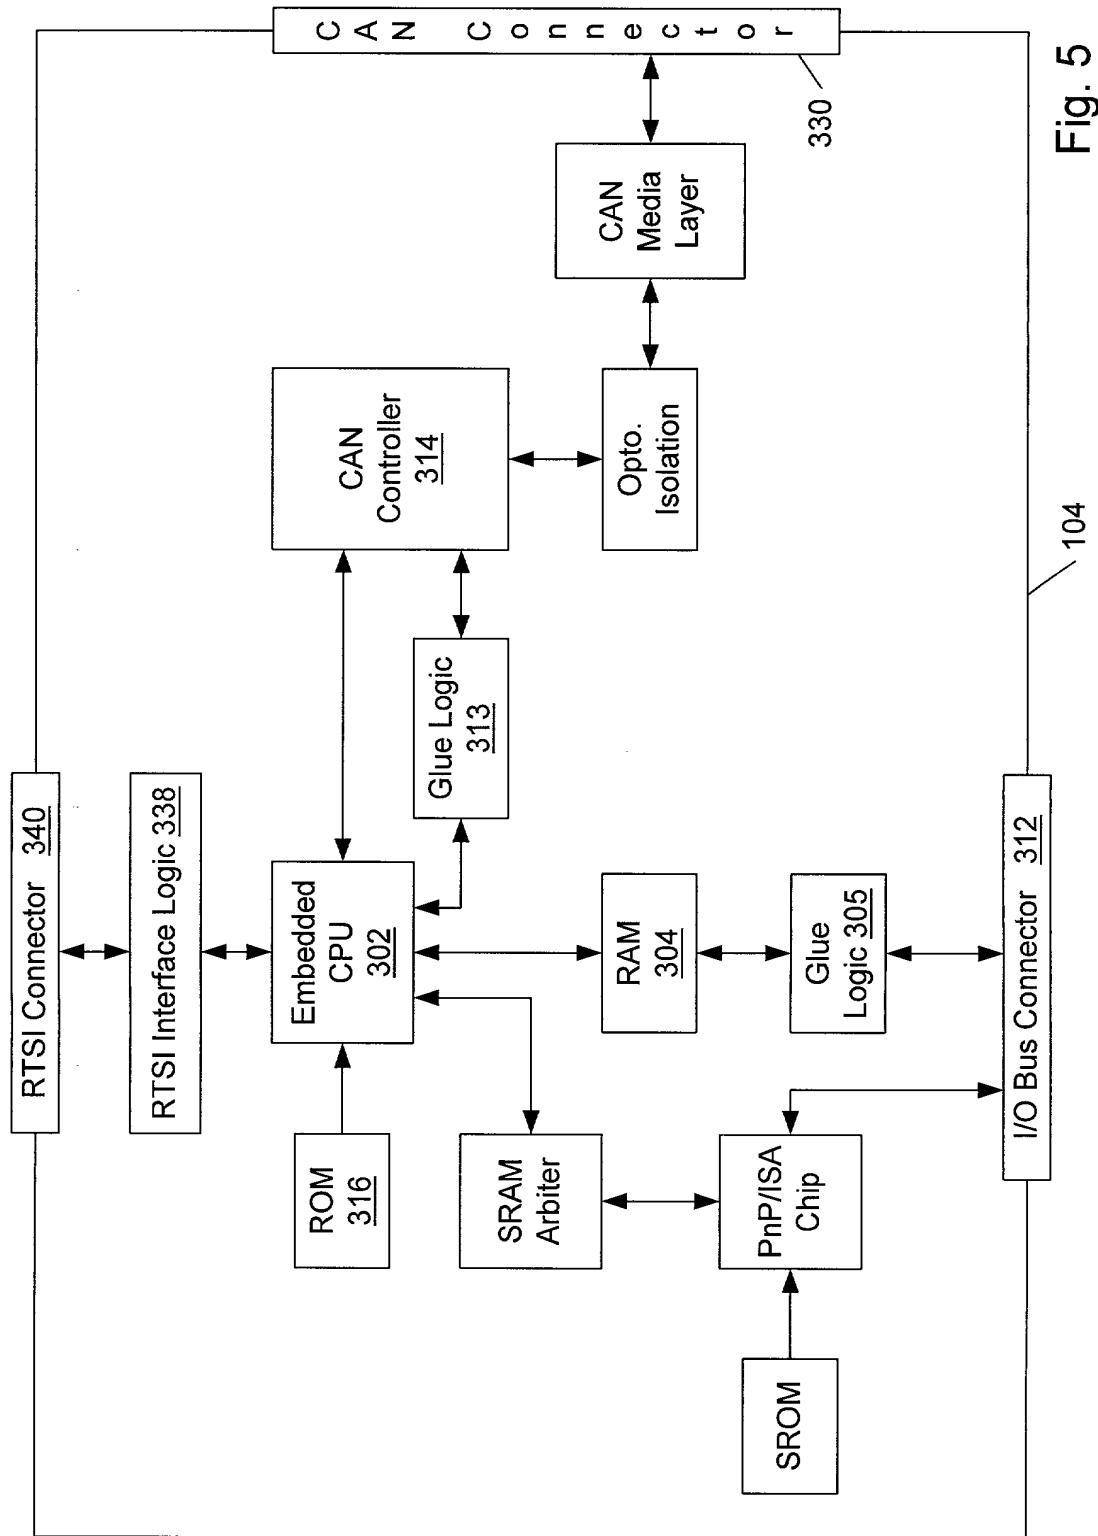 RTSI Connector 340
RTSI Interface Logic 338
ROM
316
Embedded
CPU
302
CAN
Controller
314
CAN Connector
330
SRAM
Arbiter
Glue Logic
313
RAM
304
Opto.
Isolation
CAN
Media
Layer
SROM
PnP/ISA
Chip
Glue
Logic 305
I/O Bus Connector 312
104
Fig. 5